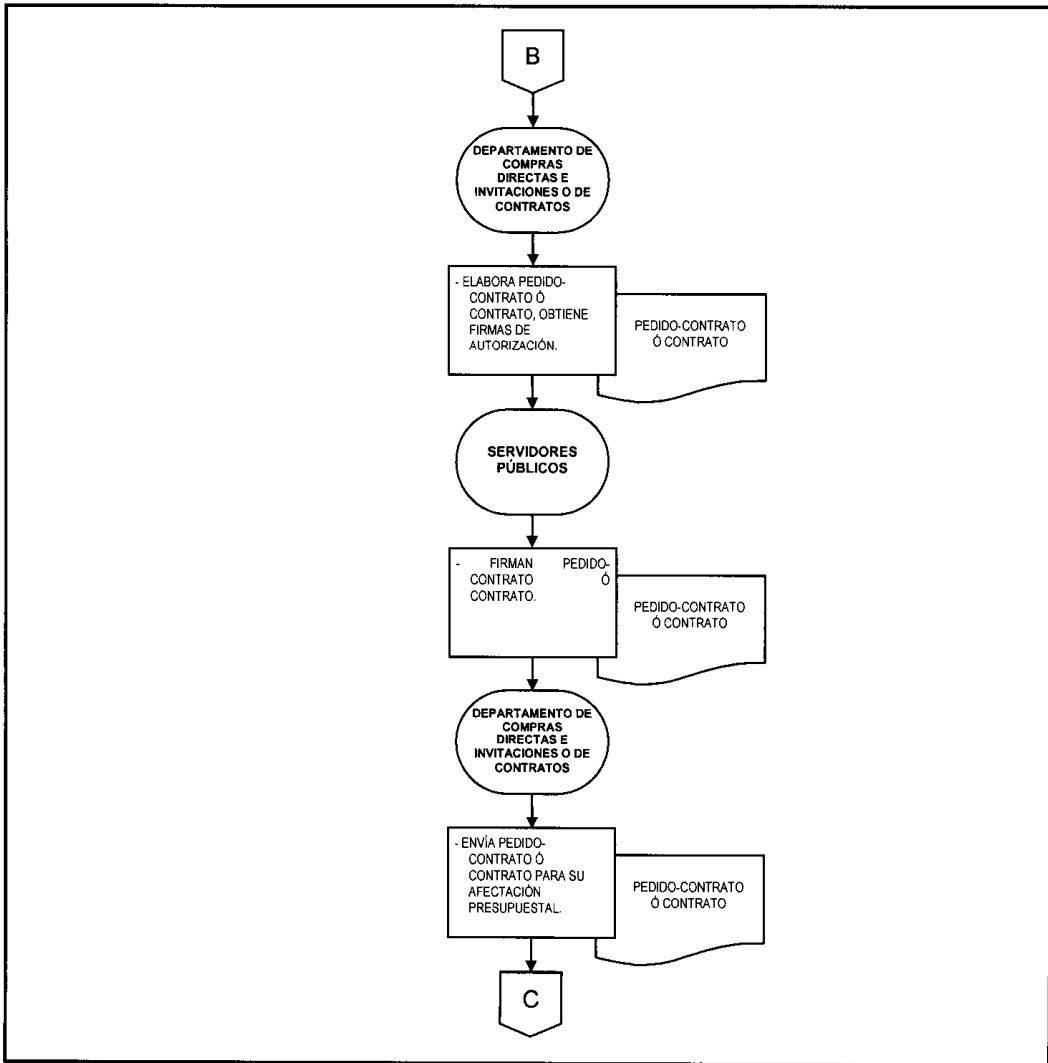 B
DEPARTAMENTO DE
COMPRAS
DIRECTAS E
INVITACIONES O DE
CONTRATOS
- ELABORA PEDIDO-
CONTRATO Ó
CONTRATO, OBTIENE
FIRMAS DE
AUTORIZACIÓN.
PEDIDO-CONTRATO
Ó CONTRATO
SERVIDORES
PÚBLICOS
- FIRMAN PEDIDO-
CONTRATO Ó
CONTRATO.
PEDIDO-CONTRATO
Ó CONTRATO
DEPARTAMENTO DE
COMPRAS
DIRECTAS E
INVITACIONES O DE
CONTRATOS
- ENVÍA PEDIDO-
CONTRATO Ó
CONTRATO PARA SU
AFECTACIÓN
PRESUPUESTAL.
PEDIDO-CONTRATO
Ó CONTRATO
C